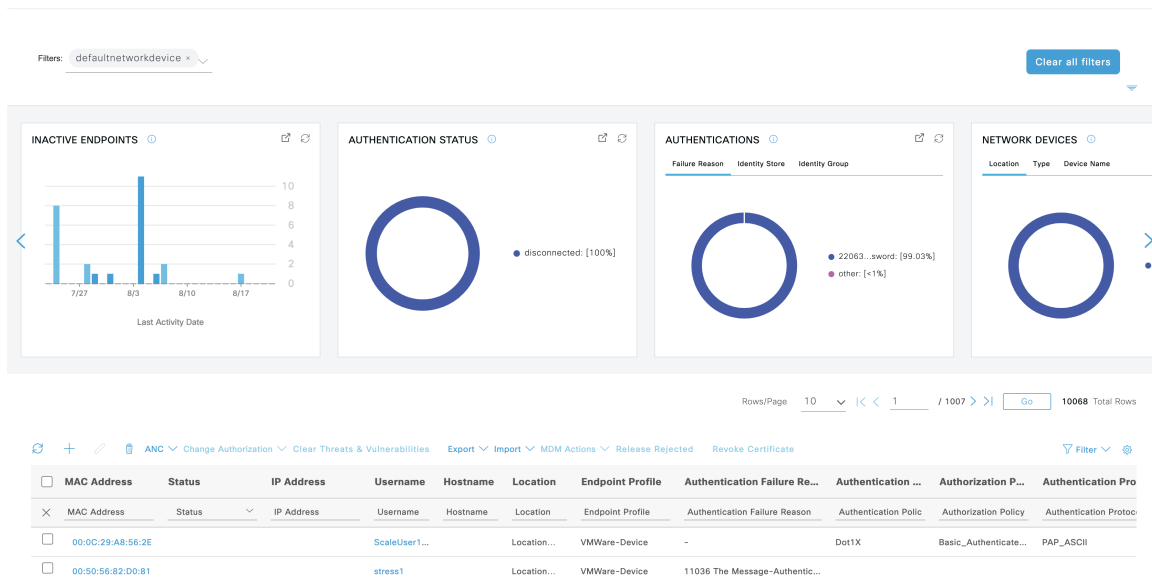 Filters: defaultnetworkdevice ×
Clear all filters
INACTIVE ENDPOINTS
10
8
6
4
2
0
7/27 8/3 8/10 8/17
Last Activity Date
AUTHENTICATION STATUS
disconnected: [100%]
AUTHENTICATIONS
Failure Reason Identity Store Identity Group
22063...sword: [99.03%]
other: [<1%]
NETWORK DEVICES
Location Type Device Name
Rows/Page 10 1 / 1007 Go 10068 Total Rows
ANC Change Authorization Clear Threats & Vulnerabilities Export Import MDM Actions Release Rejected Revoke Certificate Filter
MAC Address Status IP Address Username Hostname Location Endpoint Profile Authentication Failure Re... Authentication ... Authorization P... Authentication Pro
MAC Address Status IP Address Username Hostname Location Endpoint Profile Authentication Failure Reason Authentication Polic Authorization Policy Authentication Protoco
00:0C:29:A8:56:2E ScaleUser1... Location... VMWare-Device - Dot1X Basic_Authenticate... PAP_ASCII
00:50:56:82:D0:81 stress1 Location... VMWare-Device 11036 The Message-Authentic...